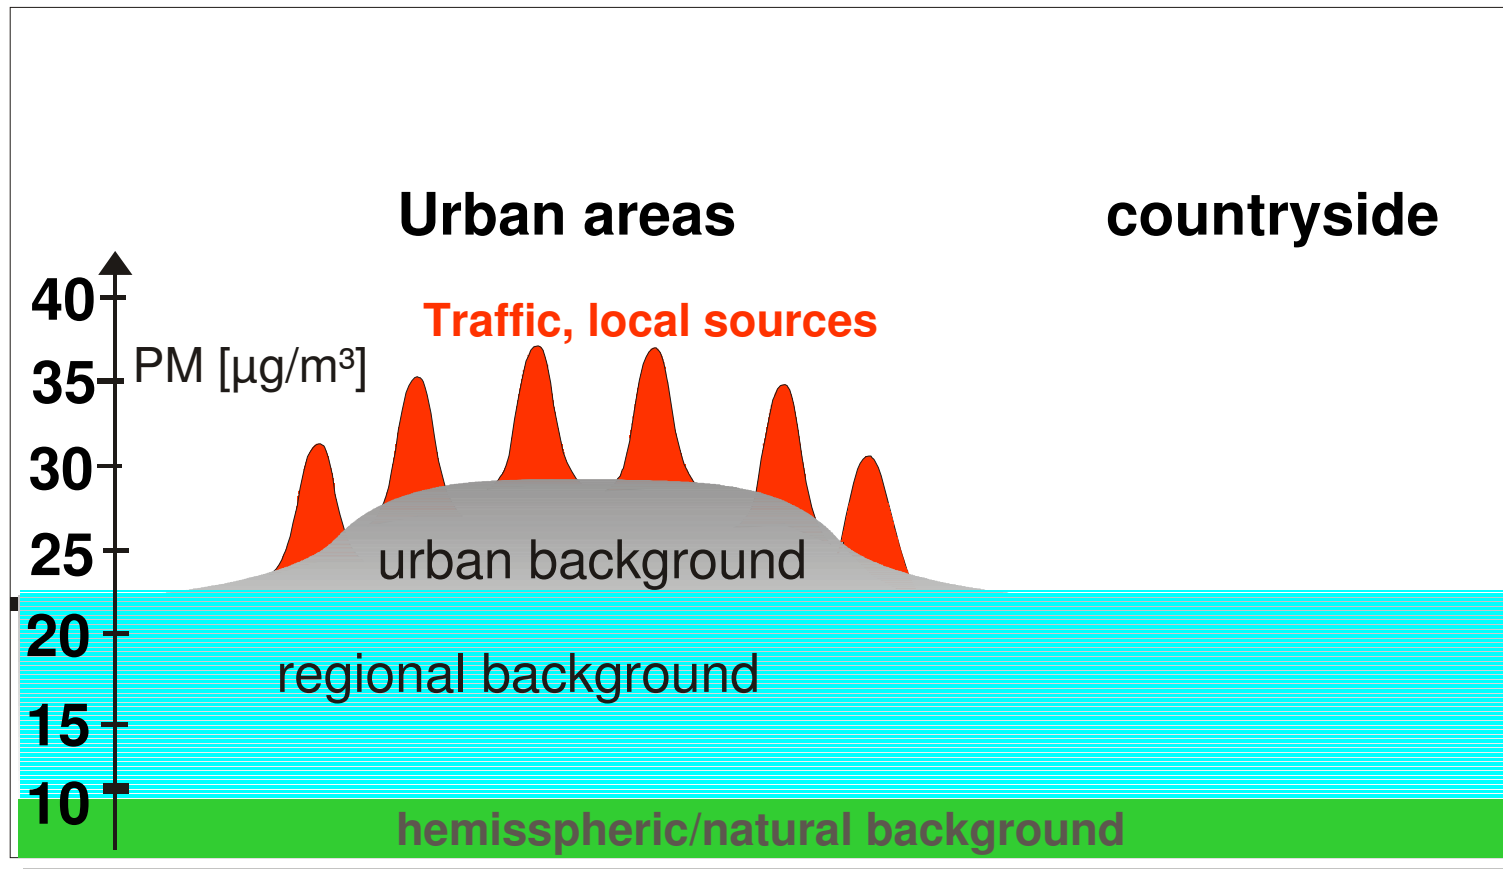 Urban areas
countryside
40
Traffic, local sources
PM [µg/m³]
35
30
25
urban background
20
regional background
15
10
hemisspheric/natural background